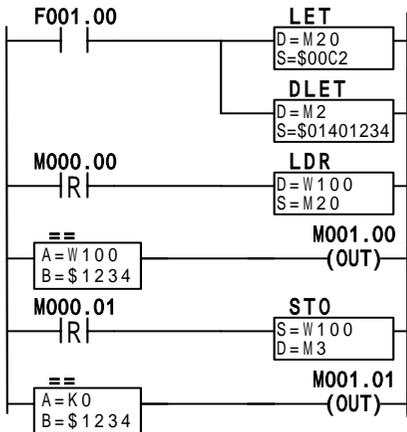 F001.00 LET
D=M20
S=$00C2
DLET
D=M2
S=$01401234
M000.00 LDR
R D=W100
S=M20
== M001.00
A=W100 (OUT)
B=$1234
M000.01 STO
R S=W100
D=M3
== M001.01
A=K0 (OUT)
B=$1234